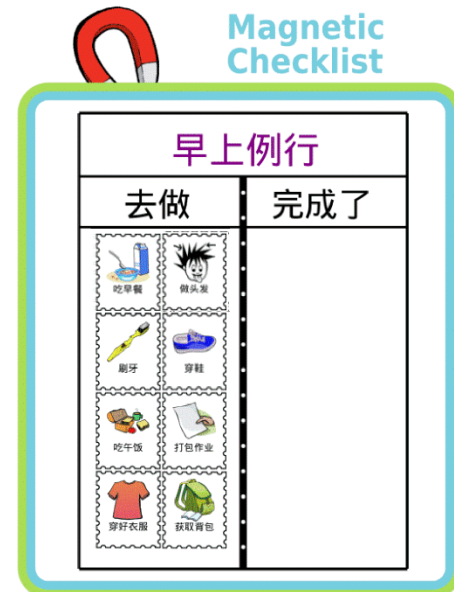 Magnetic
Checklist
早上例行
去做
完成了
吃早餐
做头发
刷牙
穿鞋
吃午饭
打包作业
穿好衣服
获取背包